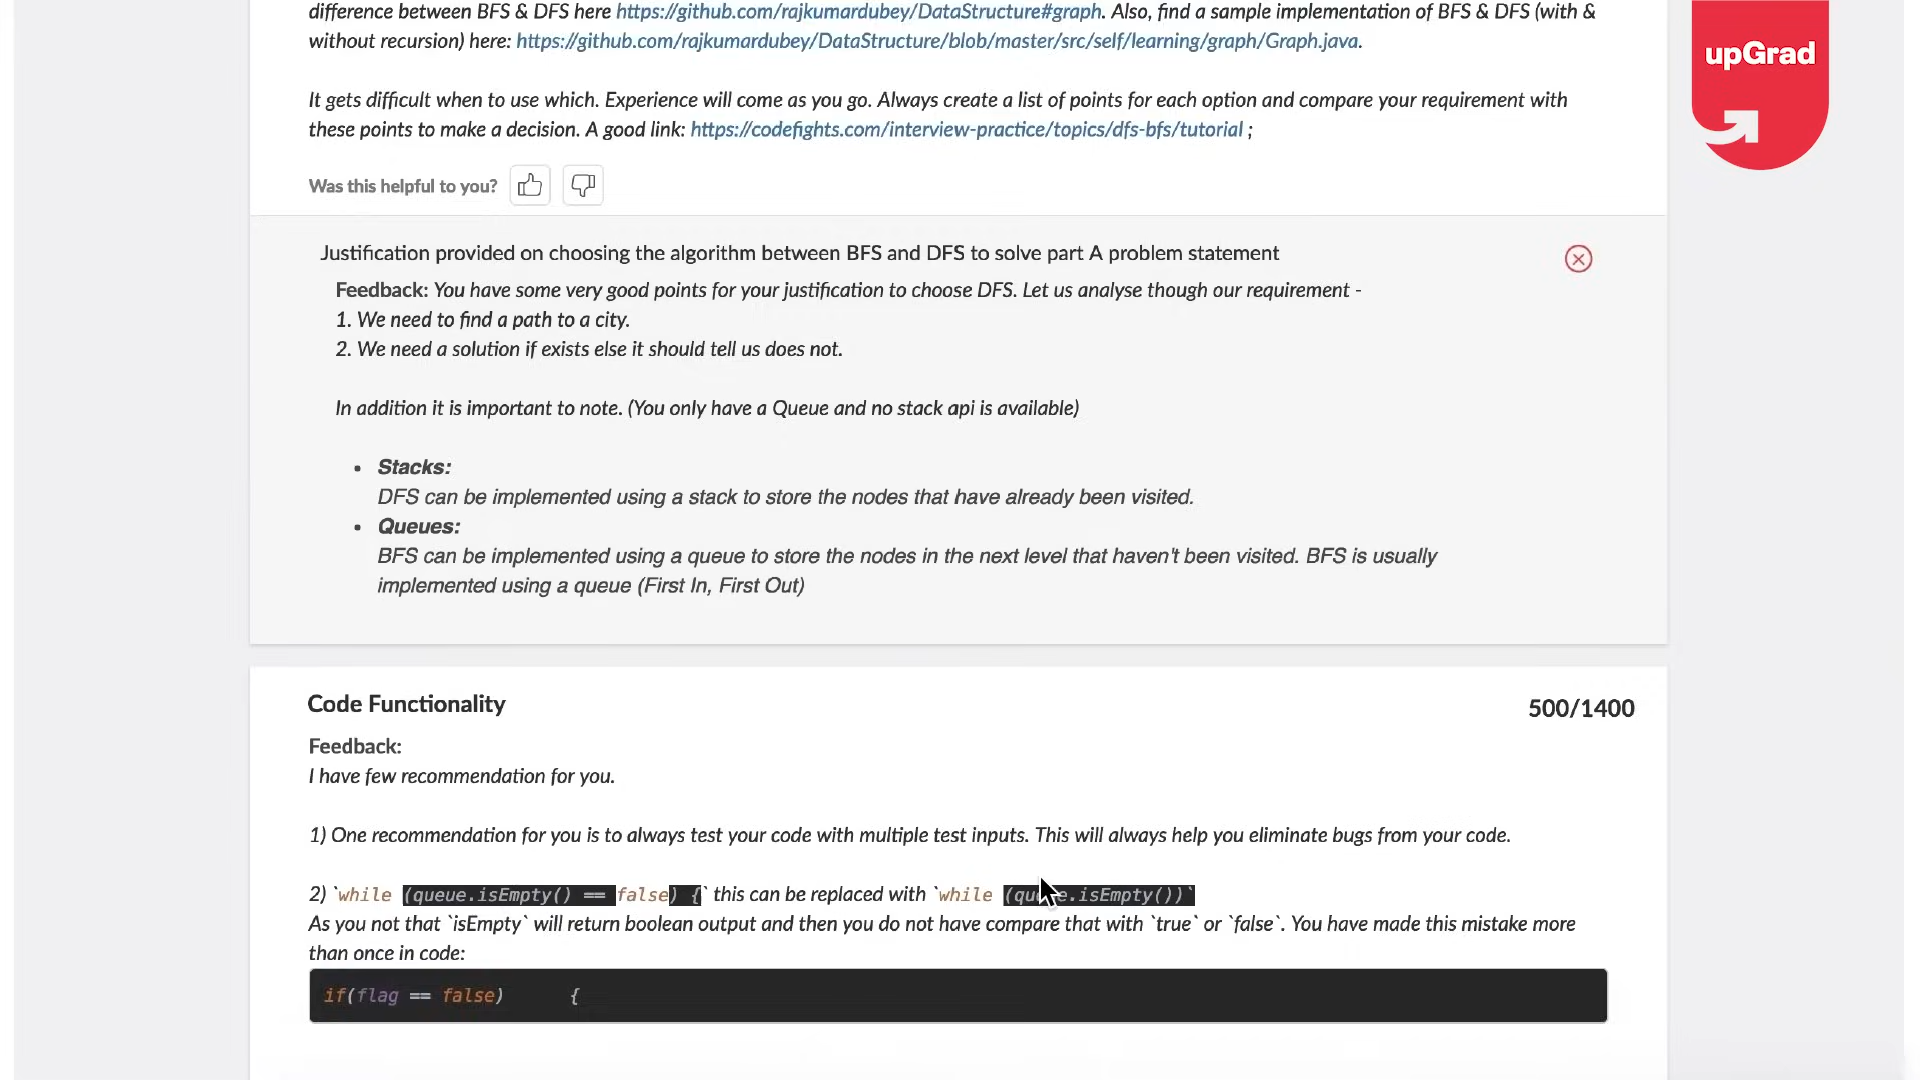 difference between BFS & DFS here https://github.com/rajkumardubey/DataStructure#graph. Also, find a sample implementation of BFS & DFS (with &
without recursion) here: https://github.com/rajkumardubey/DataStructure/blob/master/src/self/learning/graph/Graph.java.
upGrad
It gets difficult when to use which. Experience will come as you go. Always create a list of points for each option and compare your requirement with
these points to make a decision. A good link: https://codefights.com/interview-practice/topics/dfs-bfs/tutorial ;
Was this helpful to you?
Justification provided on choosing the algorithm between BFS and DFS to solve part A problem statement
Feedback: You have some very good points for your justification to choose DFS. Let us analyse though our requirement -
1. We need to find a path to a city.
2. We need a solution if exists else it should tell us does not.
In addition it is important to note. (You only have a Queue and no stack api is available)
• Stacks:
DFS can be implemented using a stack to store the nodes that have already been visited.
• Queues:
BFS can be implemented using a queue to store the nodes in the next level that haven't been visited. BFS is usually
implemented using a queue (First In, First Out)
Code Functionality
500/1400
Feedback:
I have few recommendation for you.
1) One recommendation for you is to always test your code with multiple test inputs. This will always help you eliminate bugs from your code.
2) `while (queue.isEmpty() == false) {` this can be replaced with `while (queue.isEmpty())`
As you not that `isEmpty` will return boolean output and then you do not have compare that with `true` or `false`. You have made this mistake more
than once in code:
if(flag == false) {